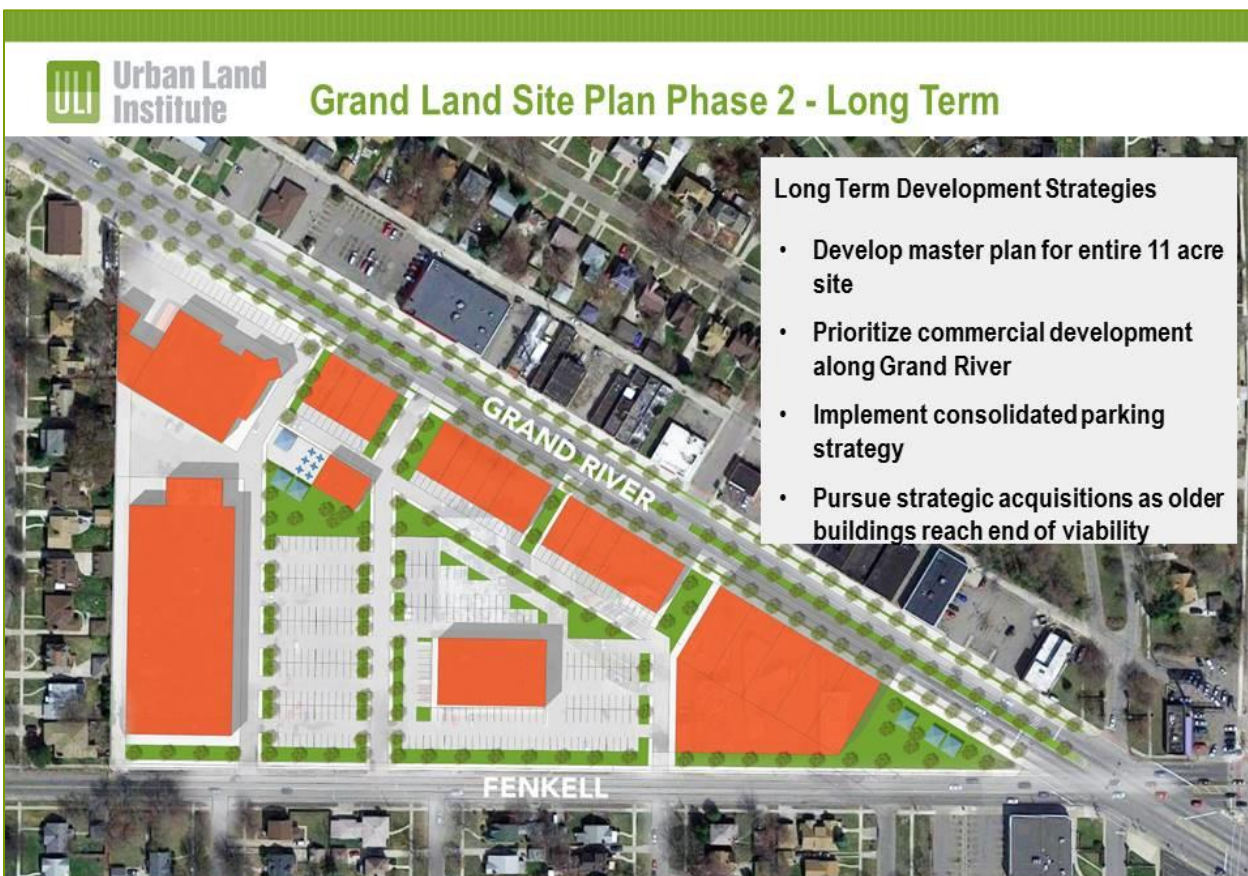 ULI
Urban Land
Institute
Grand Land Site Plan Phase 2 - Long Term
Long Term Development Strategies
• Develop master plan for entire 11 acre
site
• Prioritize commercial development
along Grand River
• Implement consolidated parking
strategy
• Pursue strategic acquisitions as older
buildings reach end of viability
GRAND RIVER
FENKELL